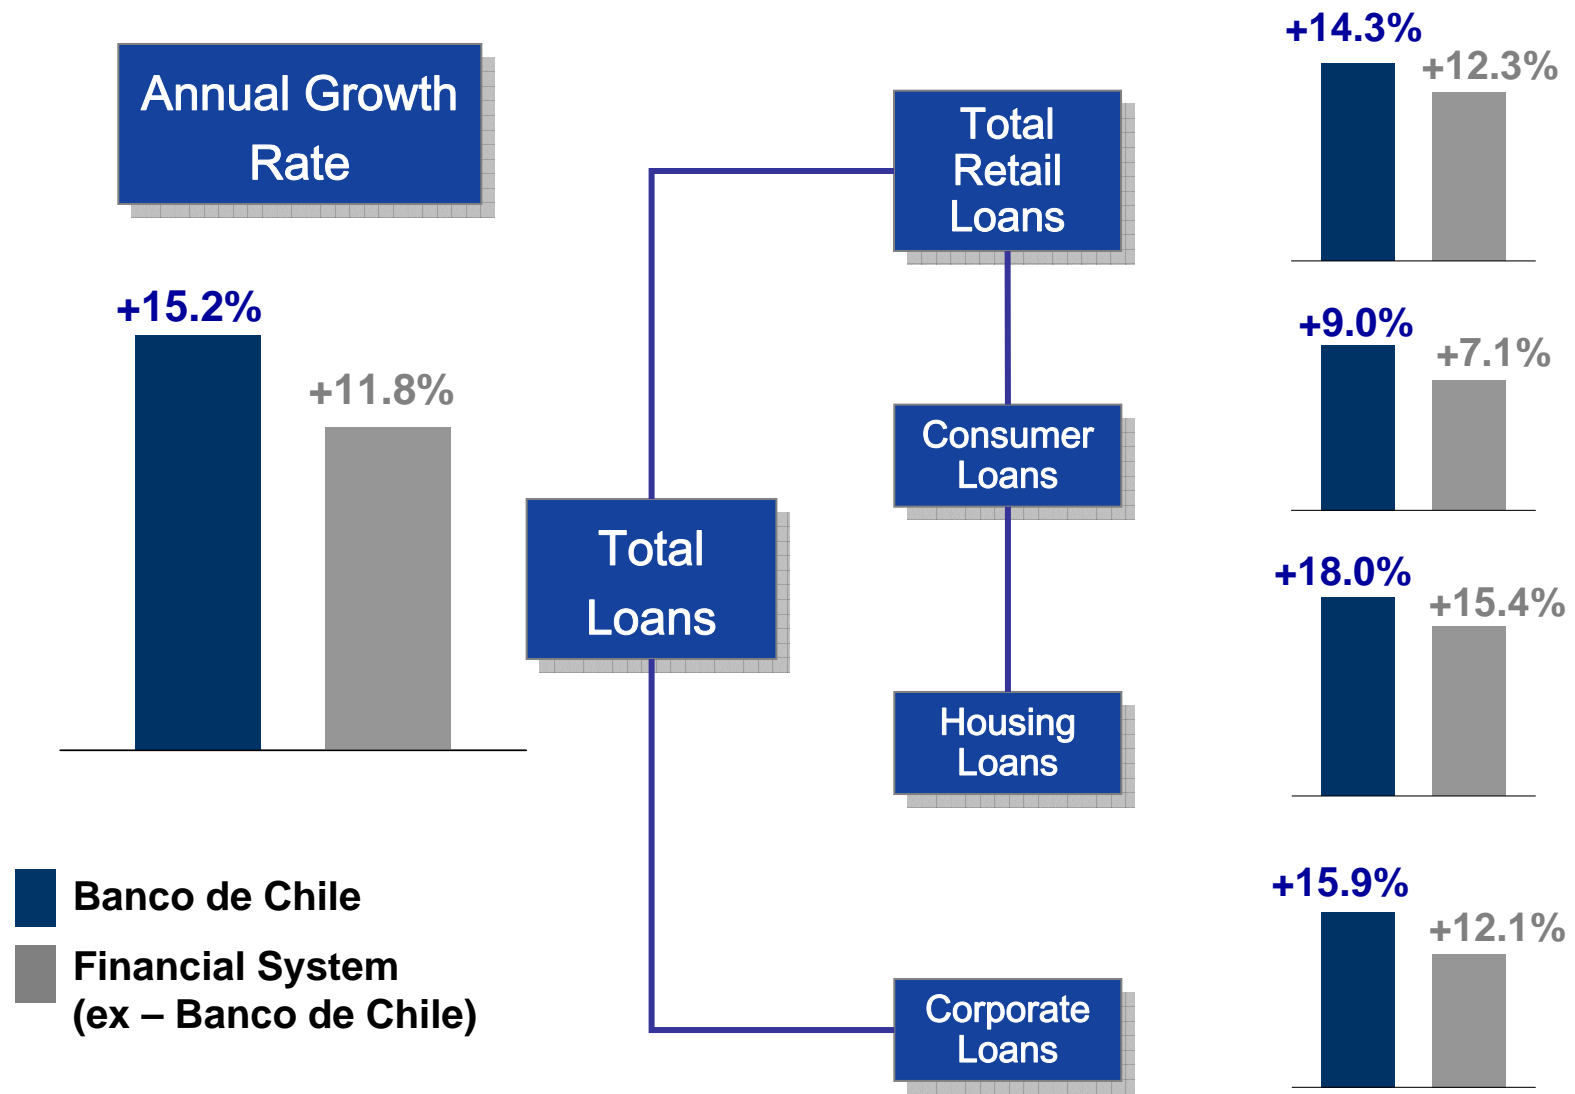 Annual Growth
Rate
+15.2%
+11.8%
Total
Loans
Total
Retail
Loans
+14.3%
+12.3%
Consumer
Loans
+9.0%
+7.1%
Housing
Loans
+18.0%
+15.4%
Corporate
Loans
+15.9%
+12.1%
Banco de Chile
Financial System
(ex – Banco de Chile)